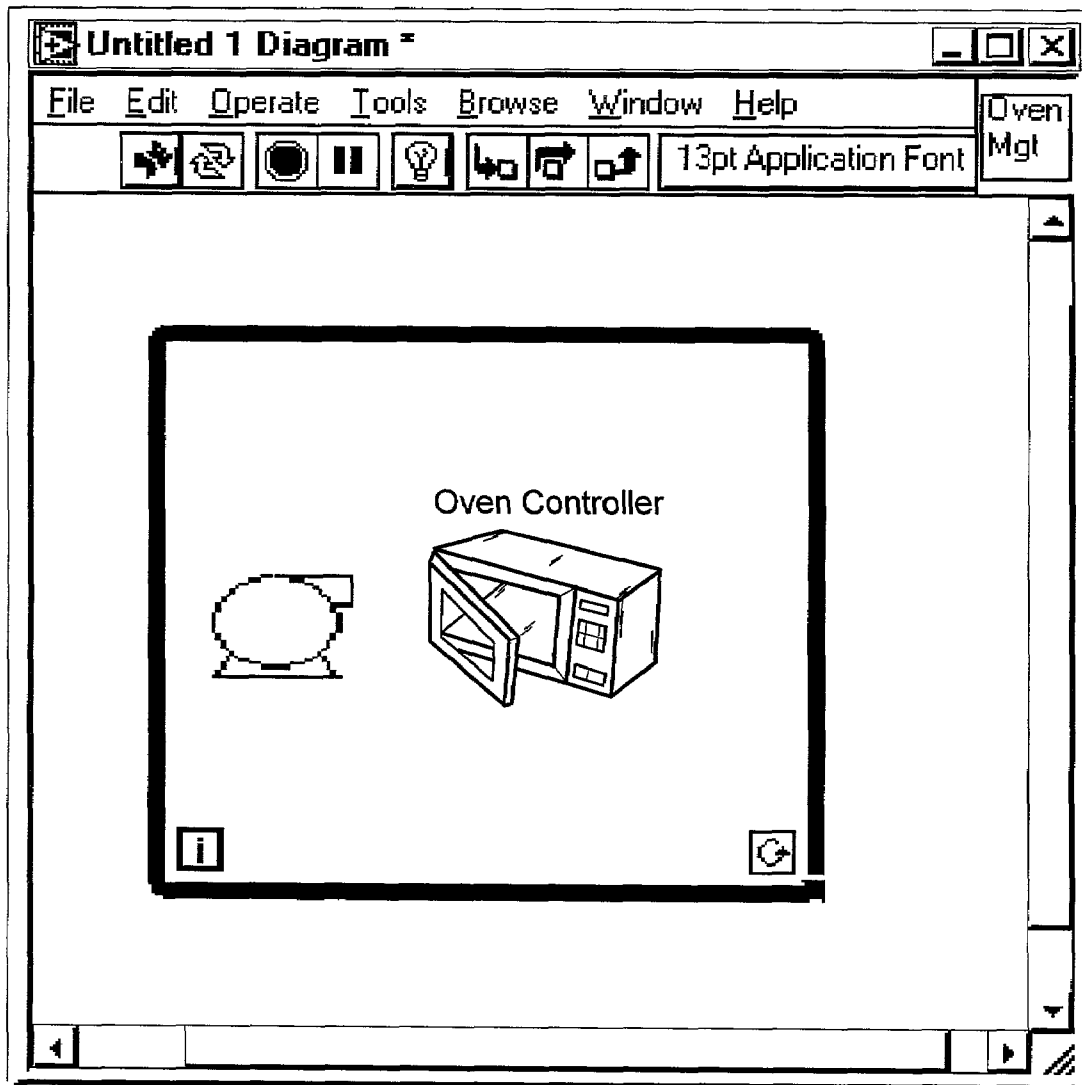 Untitled 1 Diagram *
File Edit Operate Tools Browse Window Help
Oven
Mgt
13pt Application Font
Oven Controller
i